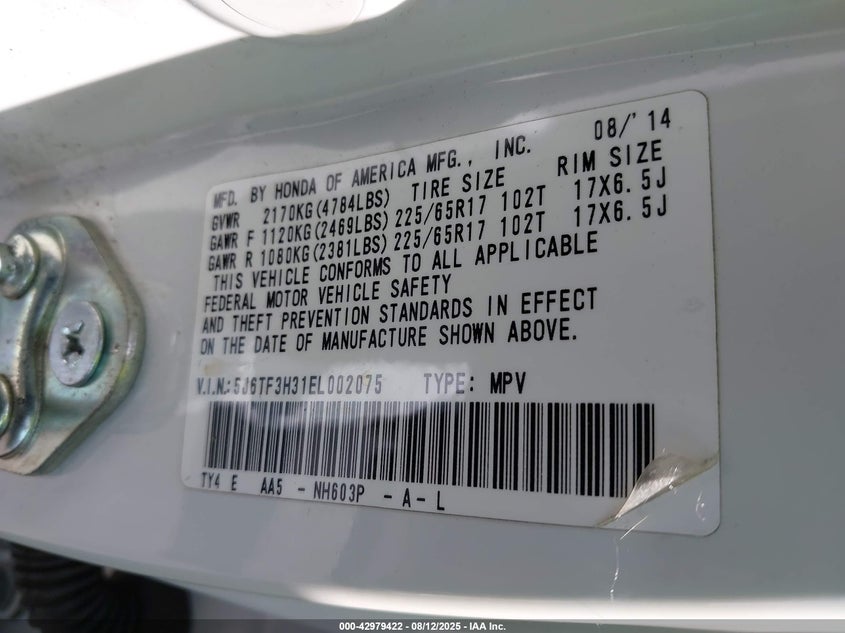 MFD. BY HONDA OF AMERICA MFG., INC. 08/'14
GVWR 2170KG(4784LBS) TIRE SIZE RIM SIZE
GAWR F 1120KG(2469LBS) 225/65R17 102T 17X6.5J
GAWR R 1080KG(2381LBS) 225/65R17 102T 17X6.5J
THIS VEHICLE CONFORMS TO ALL APPLICABLE
FEDERAL MOTOR VEHICLE SAFETY
AND THEFT PREVENTION STANDARDS IN EFFECT
ON THE DATE OF MANUFACTURE SHOWN ABOVE.
V.I.N.:5J6TF3H31EL002075 TYPE: MPV
TY4 E AA5 - NH603P - A - L
000-42979422 - 08/12/2025 - IAA Inc.